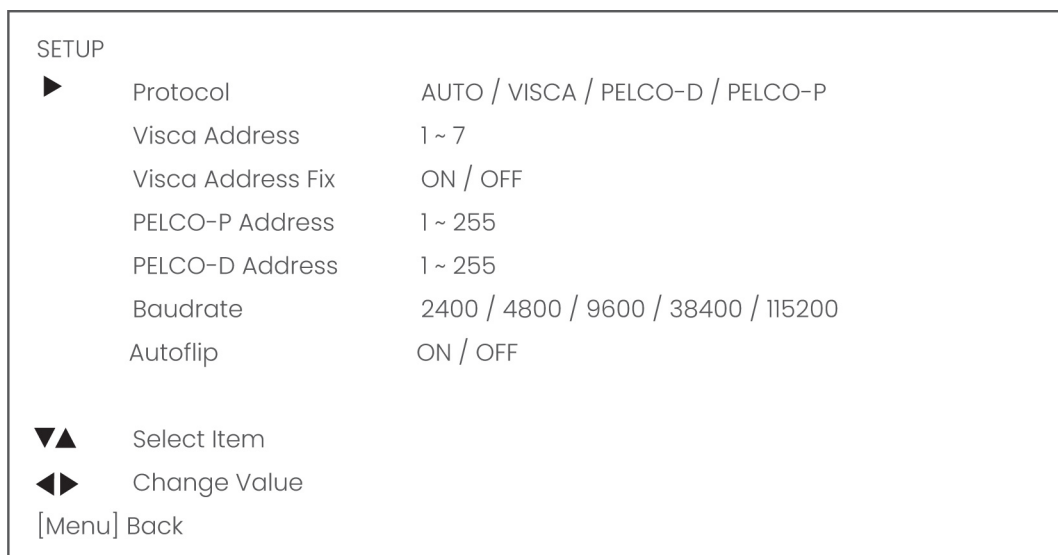 SETUP
▶ Protocol AUTO / VISCA / PELCO-D / PELCO-P
Visca Address 1 ~ 7
Visca Address Fix ON / OFF
PELCO-P Address 1 ~ 255
PELCO-D Address 1 ~ 255
Baudrate 2400 / 4800 / 9600 / 38400 / 115200
Autoflip ON / OFF
▼▲ Select Item
◀▶ Change Value
[Menu] Back